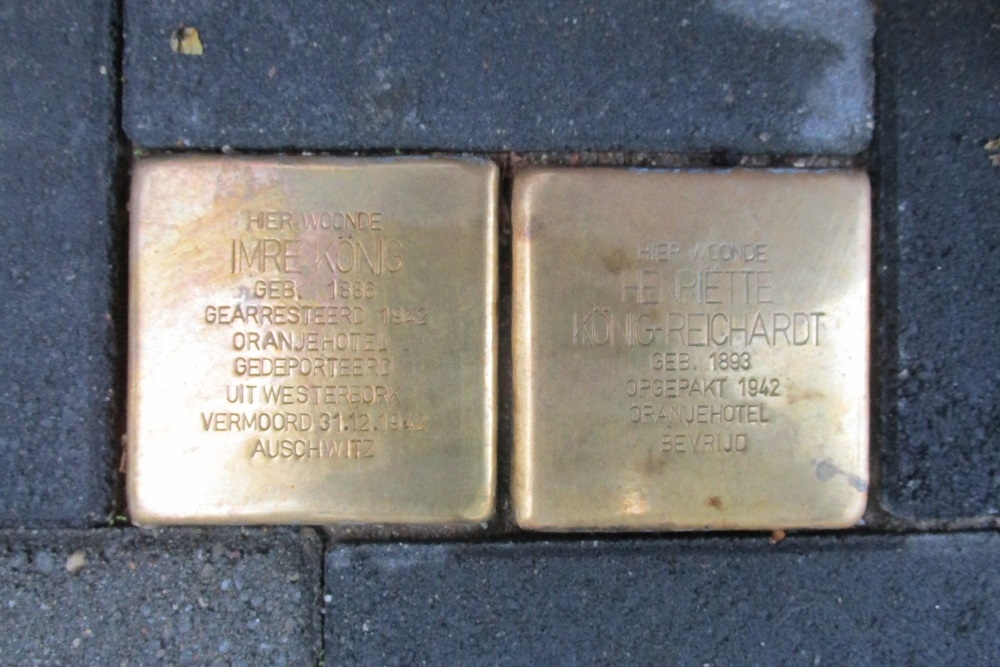 HIER WOONDE
IMRE KÖNIG
GEB. 1886
GEARRESTEERD 1942
ORANJEHOTEL
GEDEPORTEERD
UIT WESTERBORK
VERMOORD 31.12.1942
AUSCHWITZ
HIER WOONDE
HENRIËTTE
KÖNIG-REICHARDT
GEB. 1893
OPGEPAKT 1942
ORANJEHOTEL
BEVRIJD